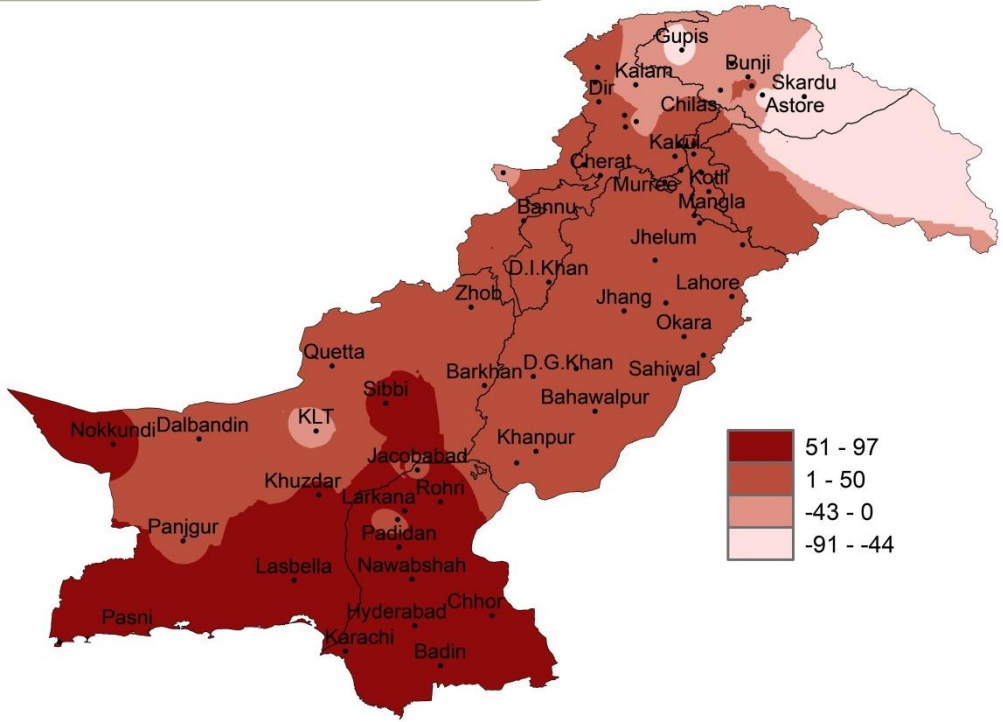 Gupis
Bunji
Kalam
Skardu
Dir
Chilas
Astore
Kakul
Cherat
Murree
Kotli
Bannu
Mangla
Jhelum
D.I.Khan
Zhob
Lahore
Jhang
Okara
Quetta
Barkhan
D.G.Khan
Sahiwal
Sibbi
Bahawalpur
Nokkundi
Dalbandin
KLT
Khanpur
Jacobabad
Khuzdar
Larkana
Rohri
Panjgur
Padidan
Lasbella
Nawabshah
Pasni
Hyderabad
Chhor
Karachi
Badin
51 - 97
1 - 50
-43 - 0
-91 - -44